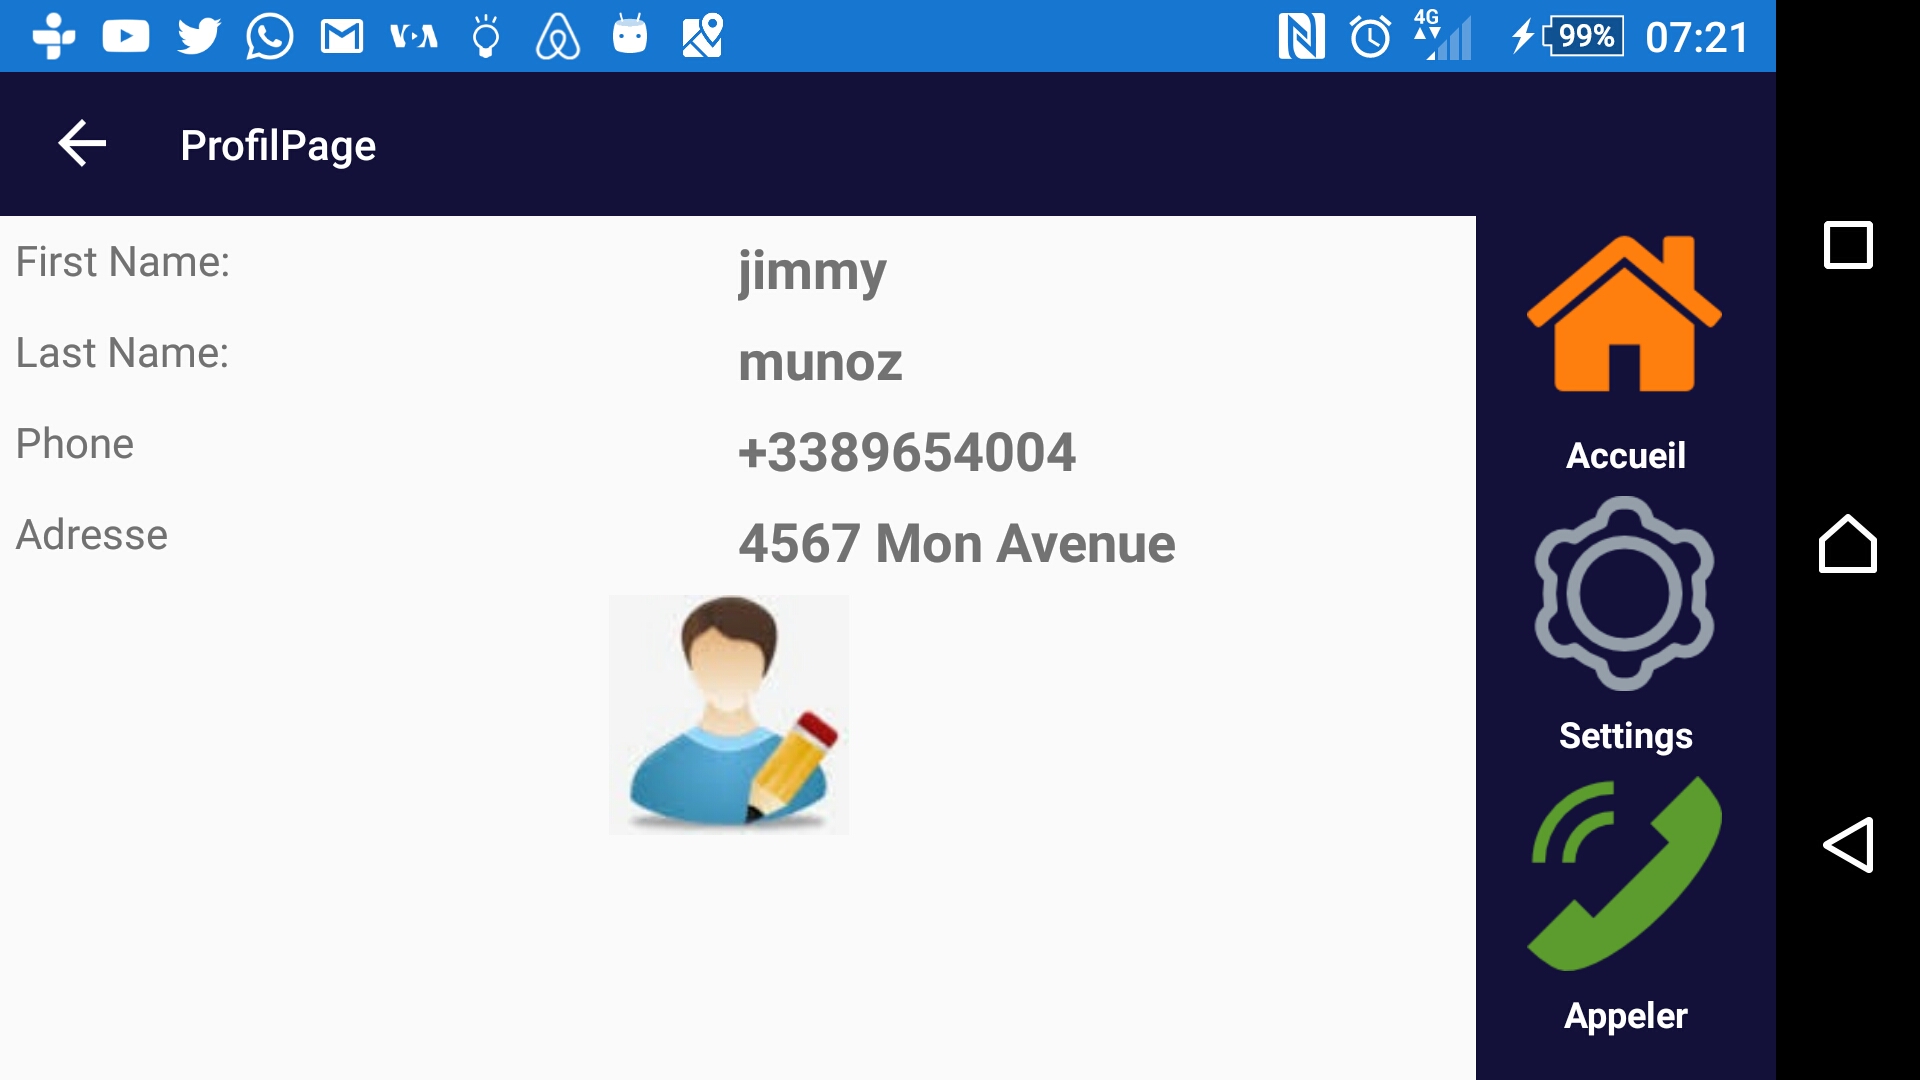 VOA
4G
99%
07:21
ProfilPage
First Name:
jimmy
Last Name:
munoz
Phone
+3389654004
Adresse
4567 Mon Avenue
Accueil
Settings
Appeler